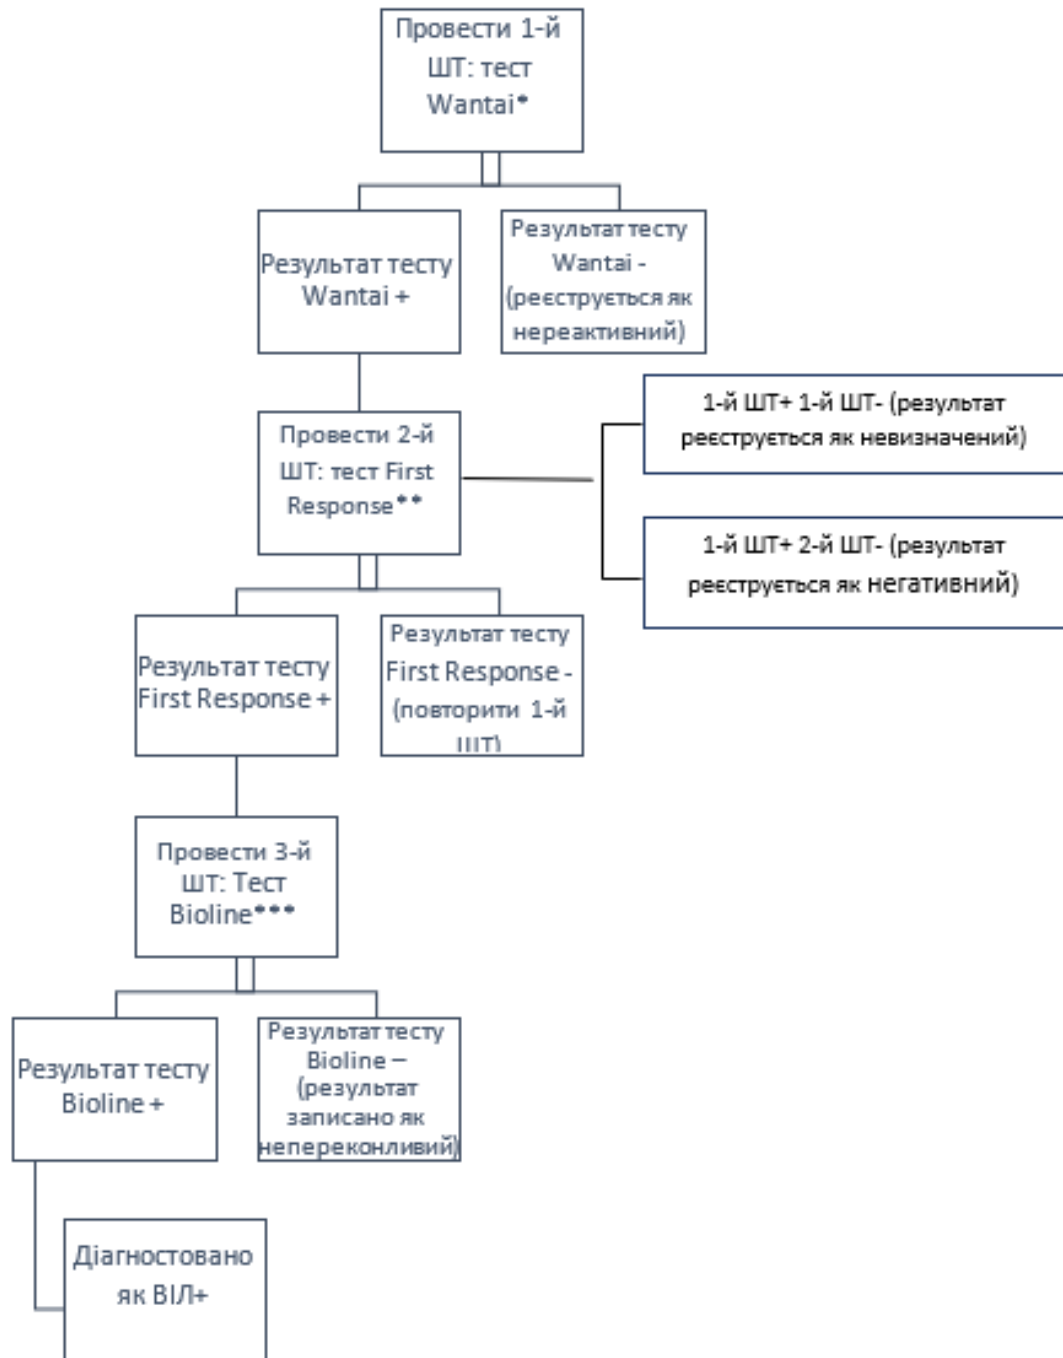 Провести 1-й
ШТ: тест
Wantai*
Результат тесту
Wantai +
Результат тесту
Wantai -
(реєструється як
нереактивний)
Провести 2-й
ШТ: тест First
Response**
1-й ШТ+ 1-й ШТ- (результат
реєструється як невизначений)
1-й ШТ+ 2-й ШТ- (результат
реєструється як негативний)
Результат тесту
First Response +
Результат тесту
First Response -
(повторити 1-й
ШТ)
Провести 3-й
ШТ: Тест
Bioline***
Результат тесту
Bioline +
Результат тесту
Bioline –
(результат
записано як
непереконливий)
Діагностовано
як ВІЛ+